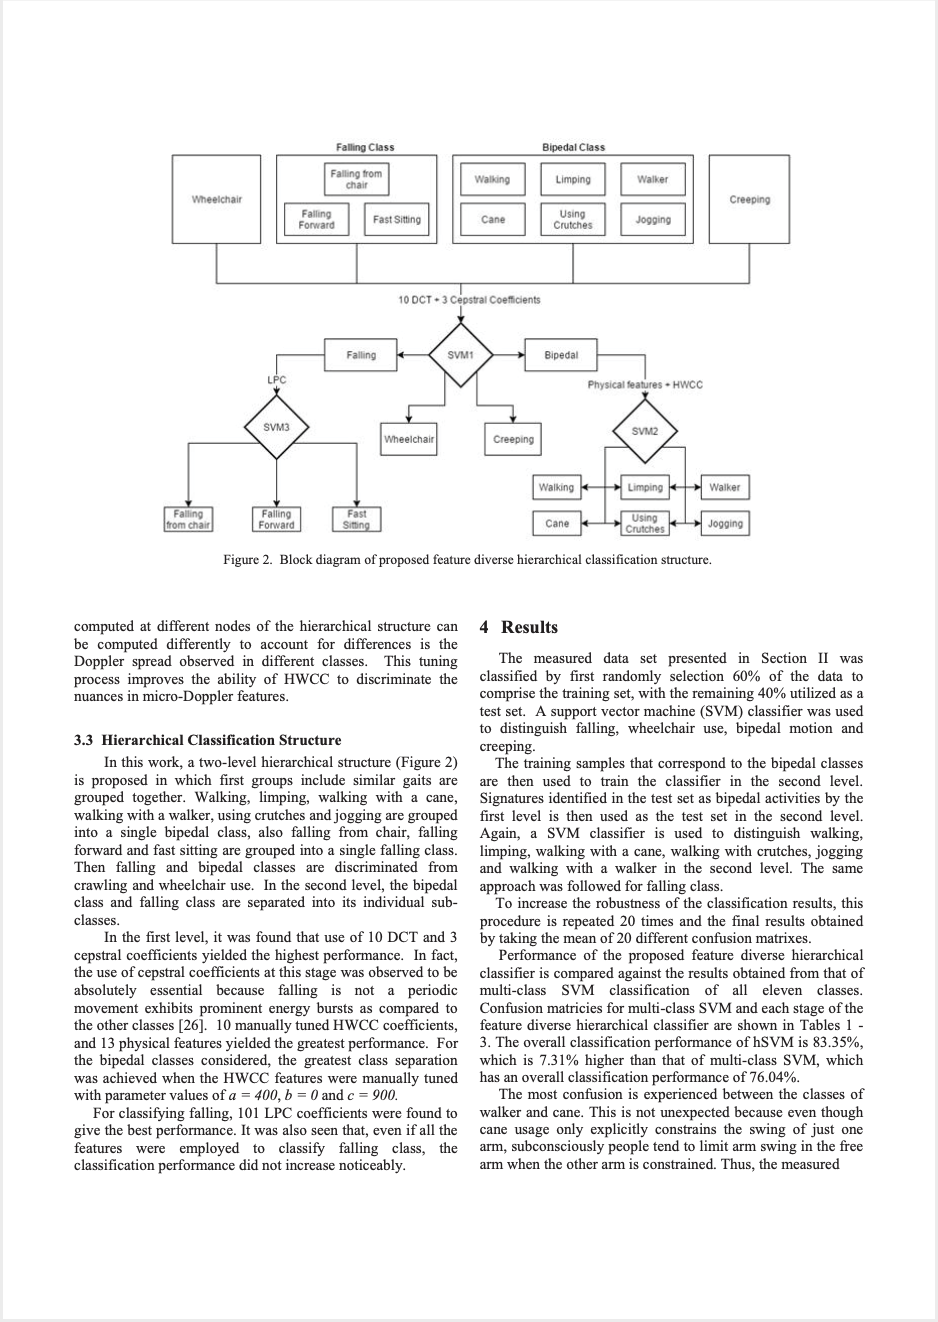 Falling Class
Bipedal Class
Wheelchair
Falling from
chair
Falling
Forward
Fast Sitting
Walking
Limping
Walker
Cane
Using
Crutches
Jogging
Creeping
10 DCT + 3 Cepstral Coefficients
Falling
SVM1
Bipedal
LPC
Physical features + HWCC
SVM3
Wheelchair
Creeping
SVM2
Walking
Limping
Walker
Falling
from chair
Falling
Forward
Fast
Sitting
Cane
Using
Crutches
Jogging
Figure 2. Block diagram of proposed feature diverse hierarchical classification structure.
computed at different nodes of the hierarchical structure can
be computed differently to account for differences is the
Doppler spread observed in different classes. This tuning
process improves the ability of HWCC to discriminate the
nuances in micro-Doppler features.
3.3 Hierarchical Classification Structure
In this work, a two-level hierarchical structure (Figure 2)
is proposed in which first groups include similar gaits are
grouped together. Walking, limping, walking with a cane,
walking with a walker, using crutches and jogging are grouped
into a single bipedal class, also falling from chair, falling
forward and fast sitting are grouped into a single falling class.
Then falling and bipedal classes are discriminated from
crawling and wheelchair use. In the second level, the bipedal
class and falling class are separated into its individual sub-
classes.
In the first level, it was found that use of 10 DCT and 3
cepstral coefficients yielded the highest performance. In fact,
the use of cepstral coefficients at this stage was observed to be
absolutely essential because falling is not a periodic
movement exhibits prominent energy bursts as compared to
the other classes [26]. 10 manually tuned HWCC coefficients,
and 13 physical features yielded the greatest performance. For
the bipedal classes considered, the greatest class separation
was achieved when the HWCC features were manually tuned
with parameter values of a = 400, b = 0 and c = 900.
For classifying falling, 101 LPC coefficients were found to
give the best performance. It was also seen that, even if all the
features were employed to classify falling class, the
classification performance did not increase noticeably.
4 Results
The measured data set presented in Section II was
classified by first randomly selection 60% of the data to
comprise the training set, with the remaining 40% utilized as a
test set. A support vector machine (SVM) classifier was used
to distinguish falling, wheelchair use, bipedal motion and
creeping.
The training samples that correspond to the bipedal classes
are then used to train the classifier in the second level.
Signatures identified in the test set as bipedal activities by the
first level is then used as the test set in the second level.
Again, a SVM classifier is used to distinguish walking,
limping, walking with a cane, walking with crutches, jogging
and walking with a walker in the second level. The same
approach was followed for falling class.
To increase the robustness of the classification results, this
procedure is repeated 20 times and the final results obtained
by taking the mean of 20 different confusion matrixes.
Performance of the proposed feature diverse hierarchical
classifier is compared against the results obtained from that of
multi-class SVM classification of all eleven classes.
Confusion matricies for multi-class SVM and each stage of the
feature diverse hierarchical classifier are shown in Tables 1 -
3. The overall classification performance of hSVM is 83.35%,
which is 7.31% higher than that of multi-class SVM, which
has an overall classification performance of 76.04%.
The most confusion is experienced between the classes of
walker and cane. This is not unexpected because even though
cane usage only explicitly constrains the swing of just one
arm, subconsciously people tend to limit arm swing in the free
arm when the other arm is constrained. Thus, the measured